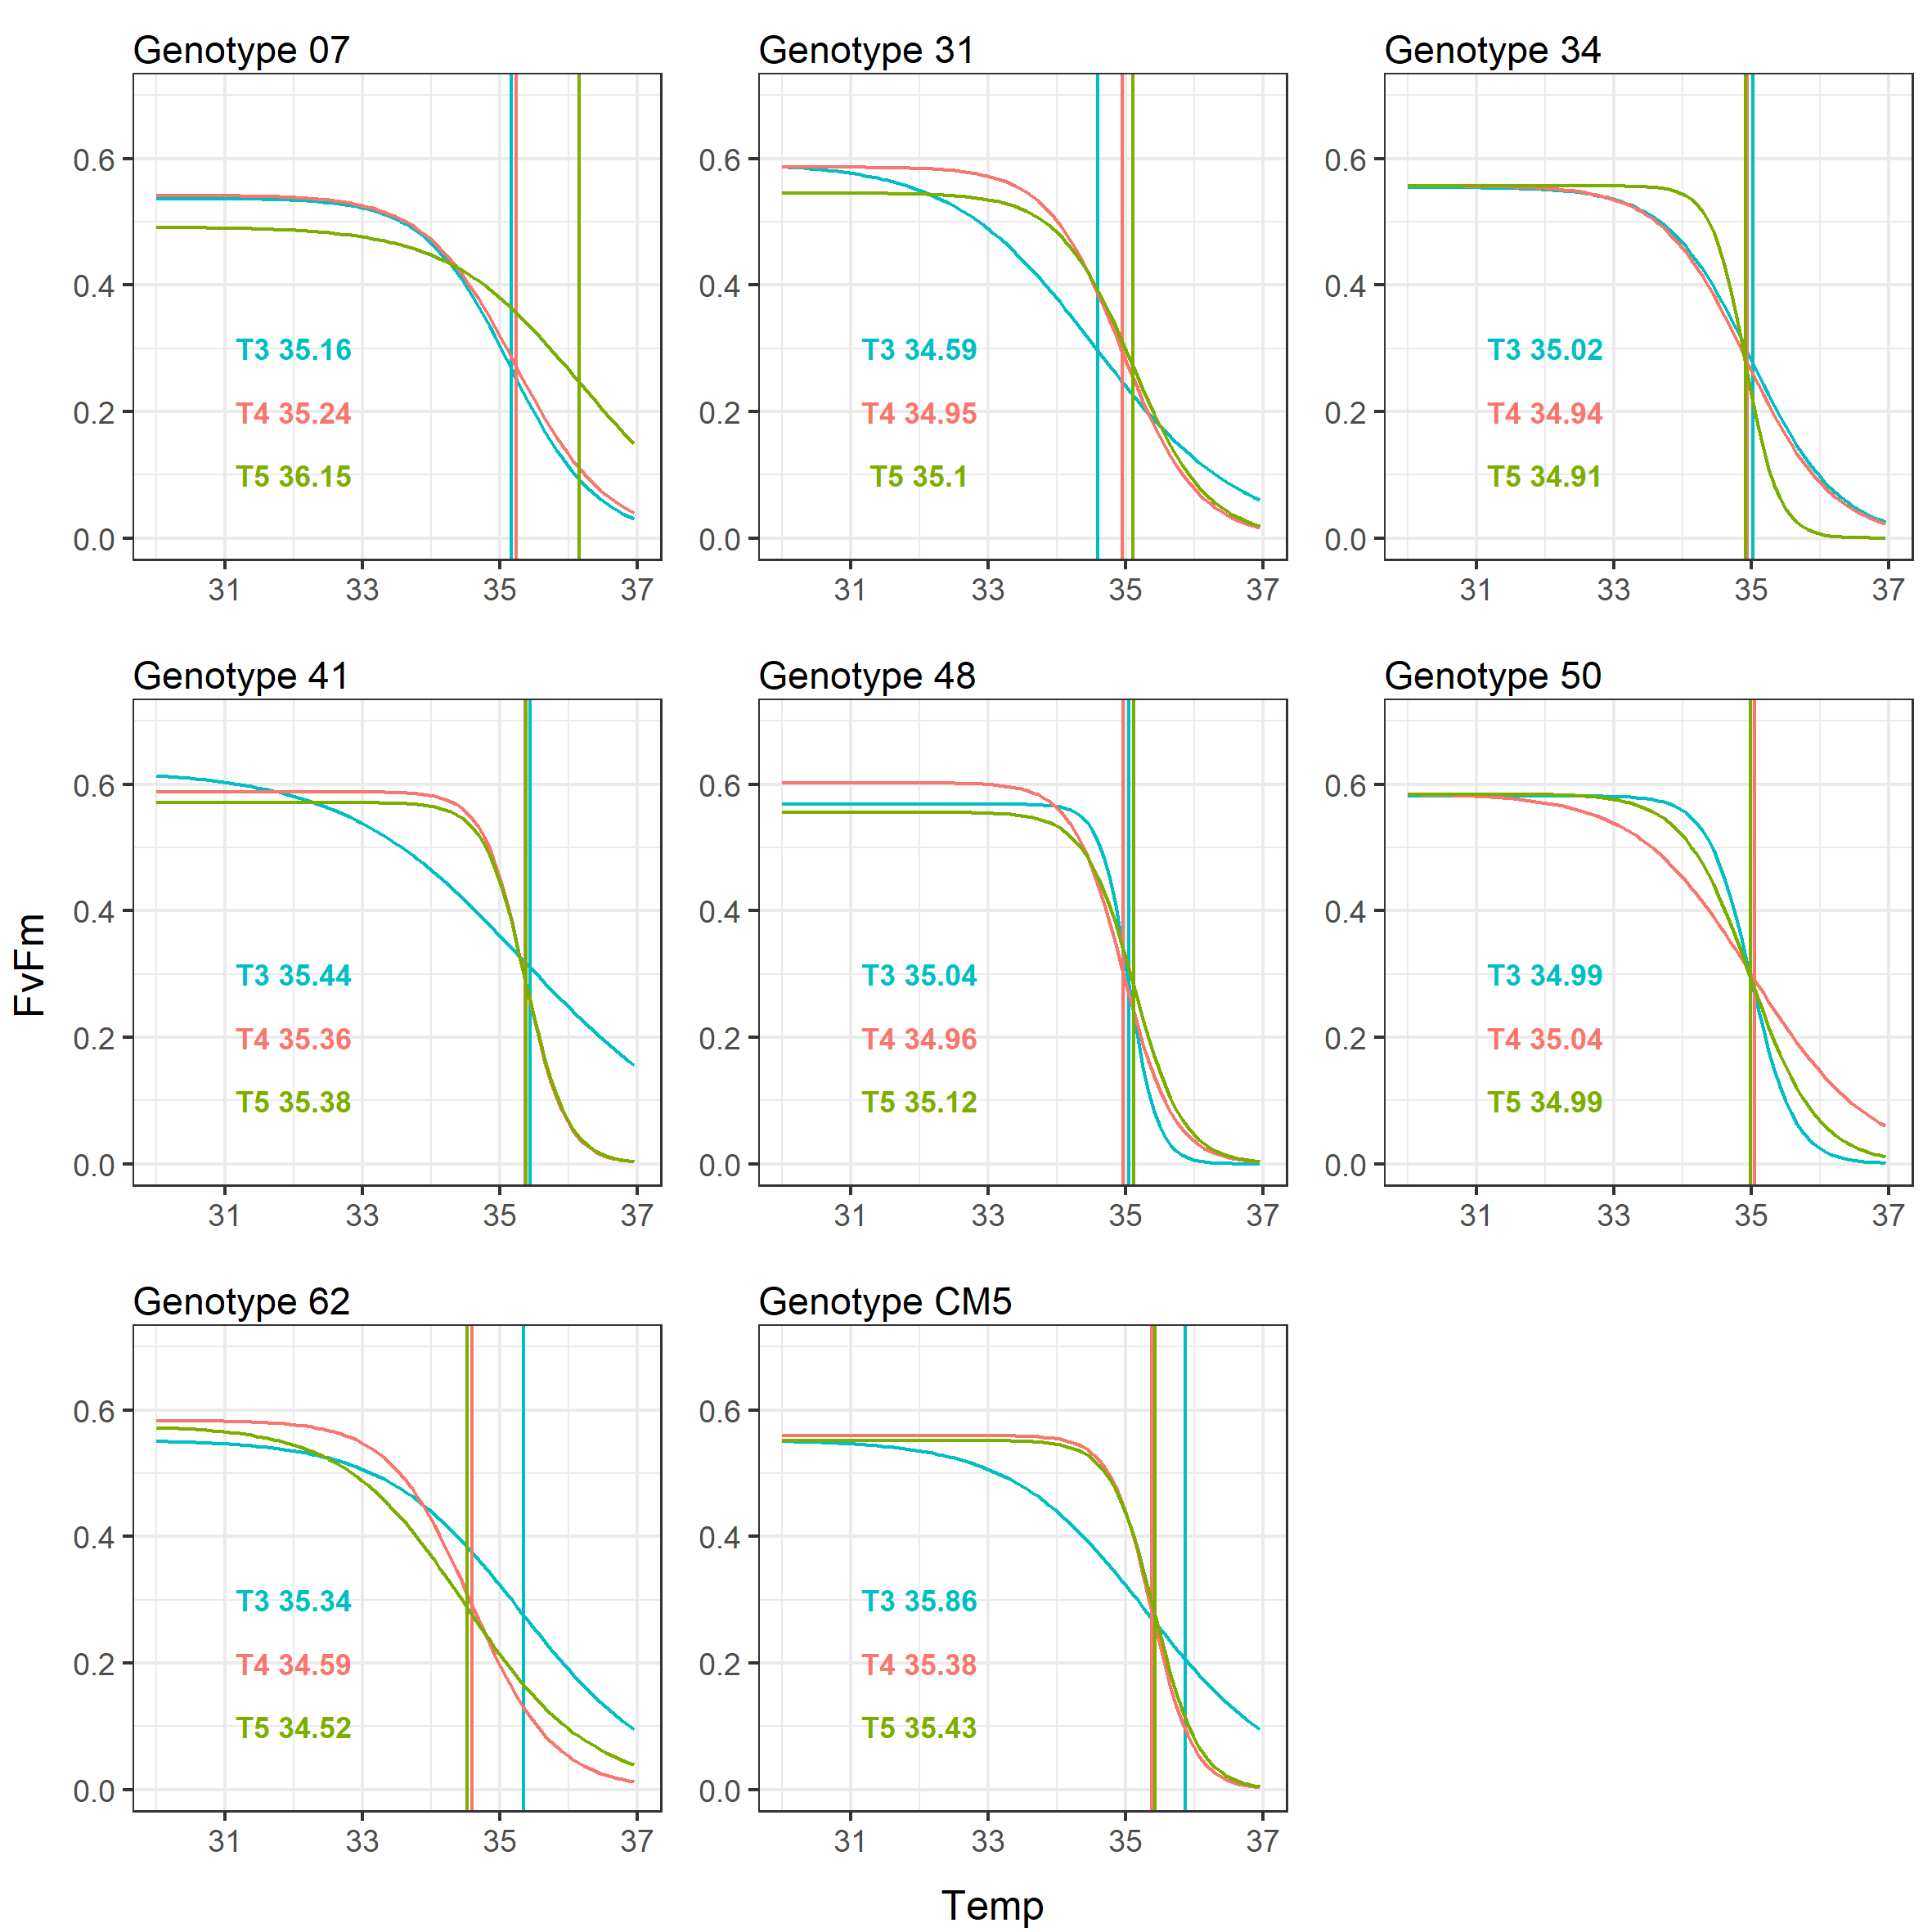 Genotype 07
Genotype 31
Genotype 34
0.6
0.4
0.2
0.0
T3 35.16
T4 35.24
T5 36.15
31 33 35 37
0.6
0.4
0.2
0.0
T3 34.59
T4 34.95
T5 35.1
31 33 35 37
0.6
0.4
0.2
0.0
T3 35.02
T4 34.94
T5 34.91
31 33 35 37
Genotype 41
Genotype 48
Genotype 50
FvFm
0.6
0.4
0.2
0.0
T3 35.44
T4 35.36
T5 35.38
31 33 35 37
0.6
0.4
0.2
0.0
T3 35.04
T4 34.96
T5 35.12
31 33 35 37
0.6
0.4
0.2
0.0
T3 34.99
T4 35.04
T5 34.99
31 33 35 37
Genotype 62
Genotype CM5
0.6
0.4
0.2
0.0
T3 35.34
T4 34.59
T5 34.52
31 33 35 37
0.6
0.4
0.2
0.0
T3 35.86
T4 35.38
T5 35.43
31 33 35 37
Temp